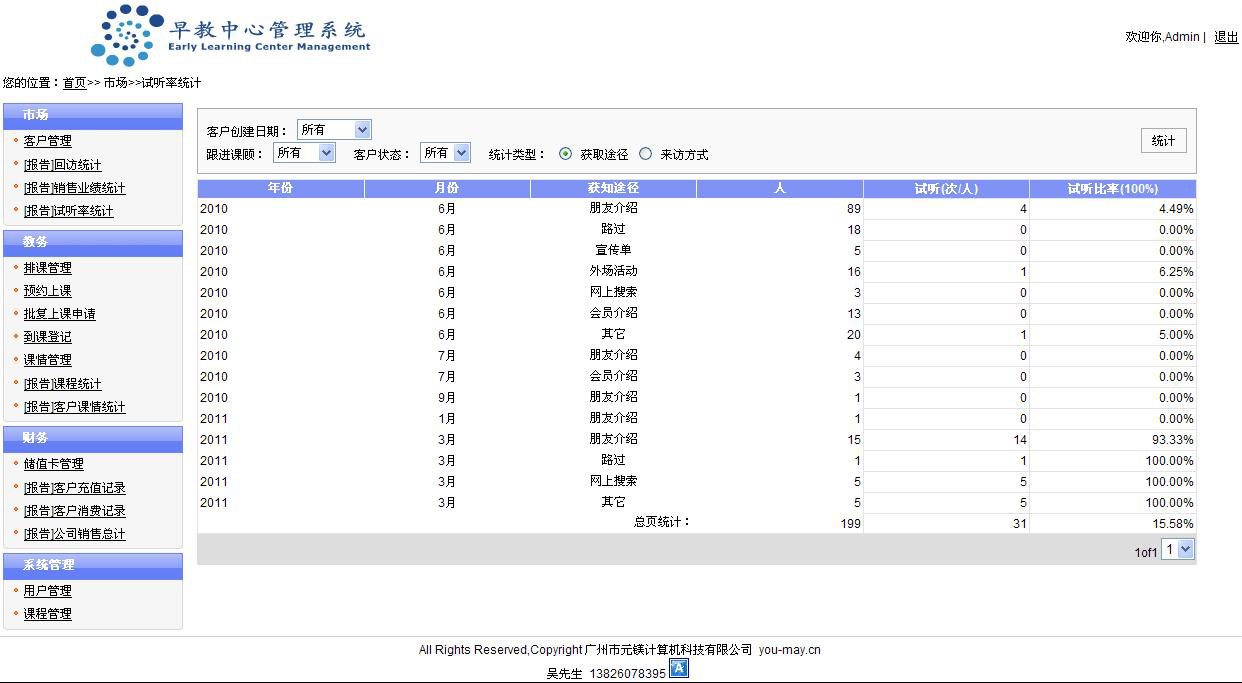 早教中心管理系统
Early Learning Center Management
欢迎你,Admin | 退出
您的位置：首页>> 市场>>试听率统计
市场
客户管理
[报告]回访统计
[报告]销售业绩统计
[报告]试听率统计
教务
排课管理
预约上课
批复上课申请
到课登记
课情管理
[报告]课程统计
[报告]客户课情统计
财务
储值卡管理
[报告]客户充值记录
[报告]客户消费记录
[报告]公司销售总计
系统管理
用户管理
课程管理
客户创建日期： 所有
跟进课顾： 所有 客户状态： 所有 统计类型： 获取途径 来访方式
统计
年份 月份 获知途径 人 试听(次/人) 试听比率(100%)
2010 6月 朋友介绍 89 4 4.49%
2010 6月 路过 18 0 0.00%
2010 6月 宣传单 5 0 0.00%
2010 6月 外场活动 16 1 6.25%
2010 6月 网上搜索 3 0 0.00%
2010 6月 会员介绍 13 0 0.00%
2010 6月 其它 20 1 5.00%
2010 7月 朋友介绍 4 0 0.00%
2010 7月 会员介绍 3 0 0.00%
2010 9月 朋友介绍 1 0 0.00%
2011 1月 朋友介绍 1 0 0.00%
2011 3月 朋友介绍 15 14 93.33%
2011 3月 路过 1 1 100.00%
2011 3月 网上搜索 5 5 100.00%
2011 3月 其它 5 5 100.00%
总页统计： 199 31 15.58%
1of1 1
All Rights Reserved,Copyright 广州市元镁计算机科技有限公司 you-may.cn
吴先生 13826078395 A